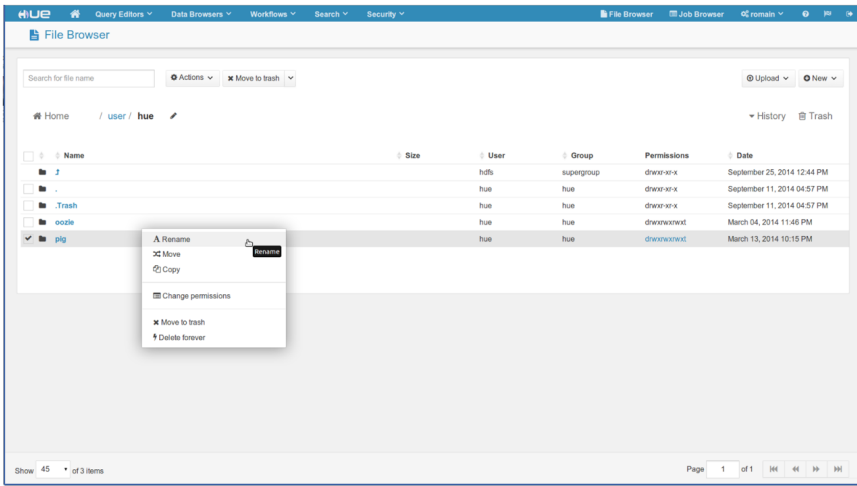 HUE Query Editors Data Browsers Workflows Search Security File Browser Job Browser romain ?
File Browser
Search for file name Actions Move to trash Upload New
Home / user / hue History Trash
Name Size User Group Permissions Date
hdfs supergroup drwxr-xr-x September 25, 2014 12:44 PM
. hue hue drwxr-xr-x September 11, 2014 04:57 PM
.Trash hue hue drwxr-xr-x September 11, 2014 04:57 PM
oozie hue hue drwxrwxrwxt March 04, 2014 11:46 PM
pig hue hue drwxrwxrwxt March 13, 2014 10:15 PM
Rename
Rename
Move
Copy
Change permissions
Move to trash
Delete forever
Show 45 of 3 items Page 1 of 1